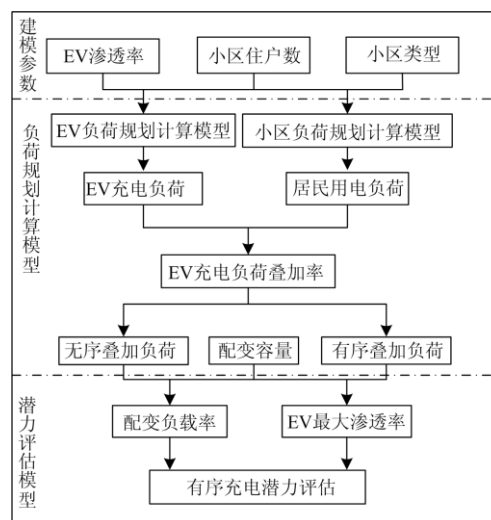 建模参数
EV渗透率
小区住户数
小区类型
负荷规划计算模型
EV负荷规划计算模型
小区负荷规划计算模型
EV充电负荷
居民用电负荷
EV充电负荷叠加率
无序叠加负荷
配变容量
有序叠加负荷
潜力评估模型
配变负载率
EV最大渗透率
有序充电潜力评估